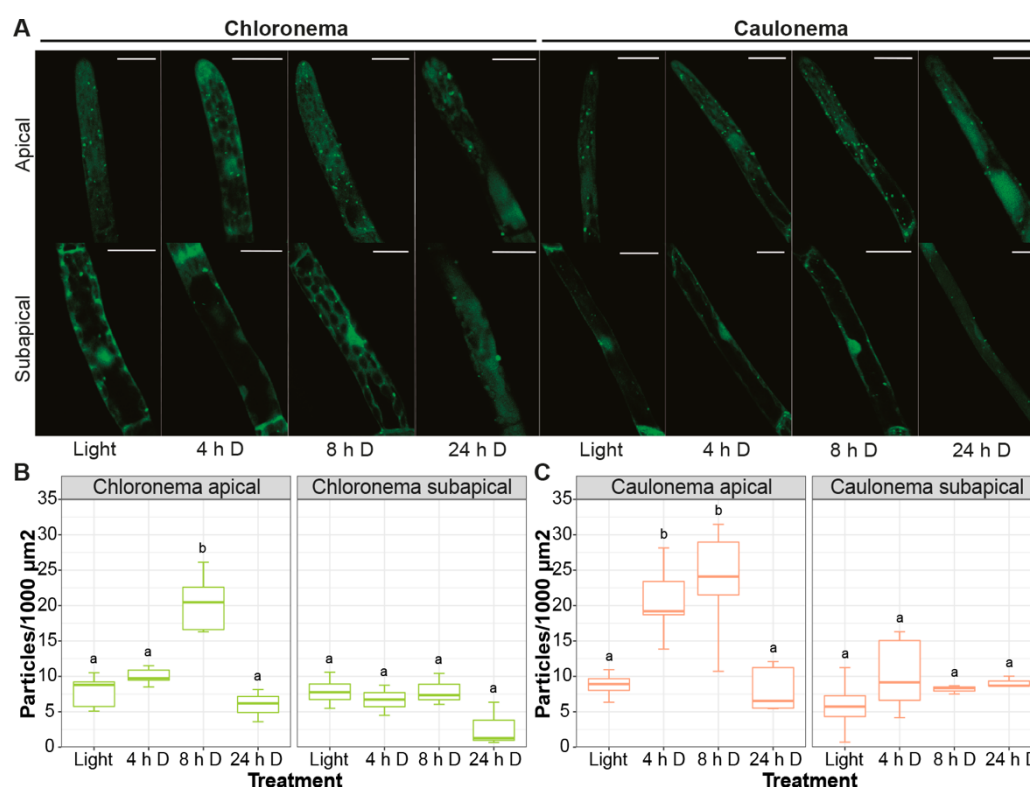 A Chloronema Caulonema
Apical
Subapical
Light 4 h D 8 h D 24 h D Light 4 h D 8 h D 24 h D
B
Chloronema apical Chloronema subapical
Particles/1000 µm2
35
30
25
20
15
10
5
0
a a b a
a a a a
Light 4 h D 8 h D 24 h D Light 4 h D 8 h D 24 h D
Treatment
C
Caulonema apical Caulonema subapical
Particles/1000 µm2
35
30
25
20
15
10
5
0
a b b a
a a a a
Light 4 h D 8 h D 24 h D Light 4 h D 8 h D 24 h D
Treatment